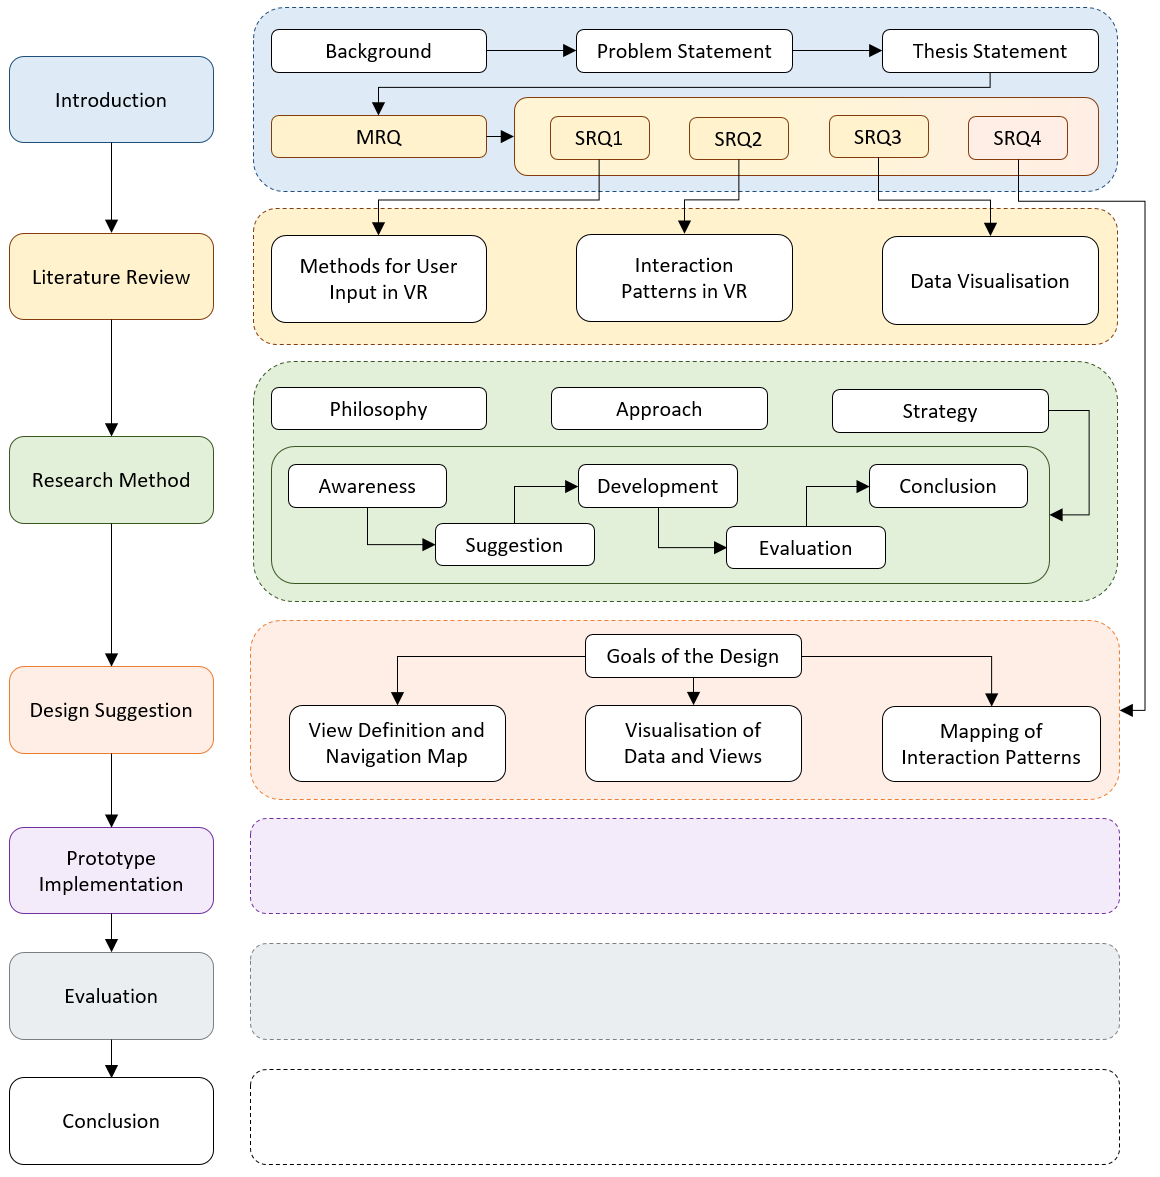 Introduction
Background
Problem Statement
Thesis Statement
MRQ
SRQ1
SRQ2
SRQ3
SRQ4
Literature Review
Methods for User
Input in VR
Interaction
Patterns in VR
Data Visualisation
Research Method
Philosophy
Approach
Strategy
Awareness
Suggestion
Development
Evaluation
Conclusion
Design Suggestion
Goals of the Design
View Definition and
Navigation Map
Visualisation of
Data and Views
Mapping of
Interaction Patterns
Prototype
Implementation
Evaluation
Conclusion